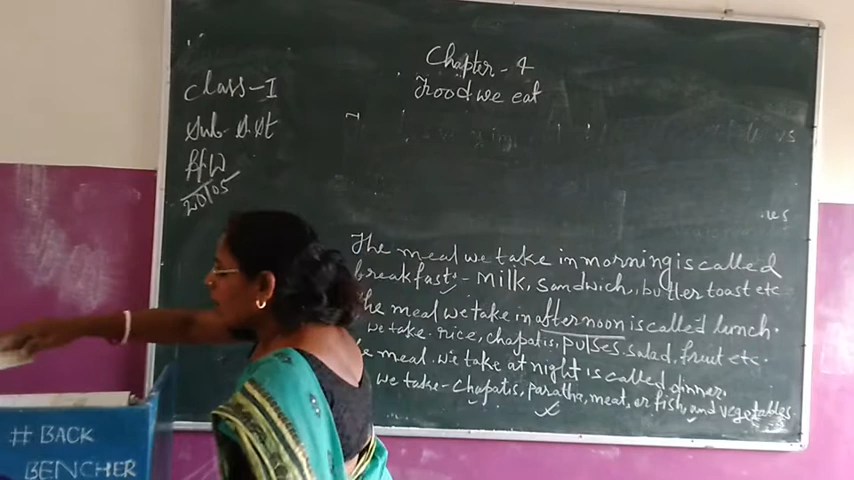 Chapter - 4
Food we eat
Class - I
Sub - S.St
20/05
us
us
The meal we take in morning is called
breakfast - Milk, sandwich, butter toast etc
the meal we take in afternoon is called lunch.
we take rice, chapatis, pulses salad, fruit etc.
meal we take at night is called dinner.
we take - chapatis, paratha, meat, or fish, and vegetables
# BACK
BENCHER